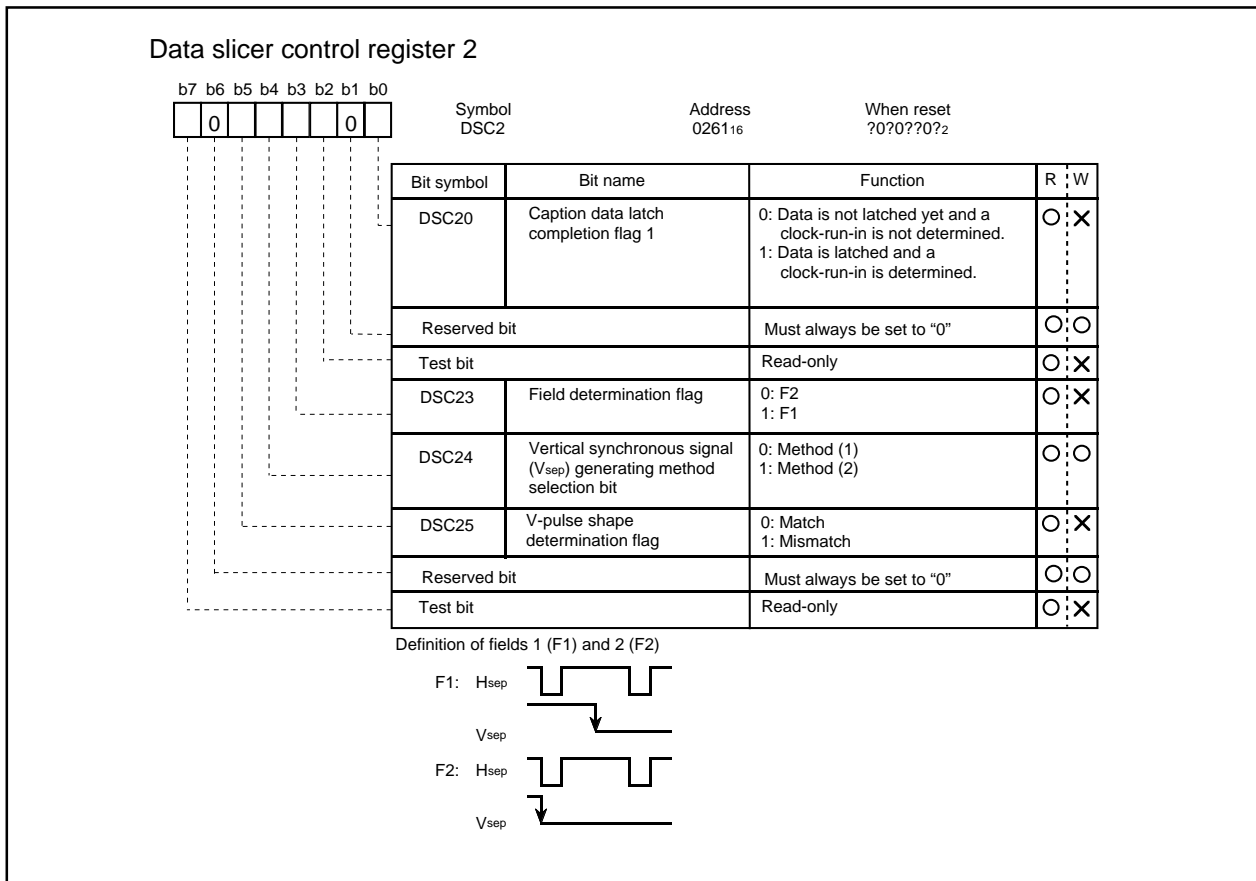 Data slicer control register 2
b7 b6 b5 b4 b3 b2 b1 b0
0 0
Symbol Address When reset
DSC2 026116 ?0?0??0?2
Bit symbol Bit name Function R W
DSC20 Caption data latch completion flag 1 0: Data is not latched yet and a clock-run-in is not determined. 1: Data is latched and a clock-run-in is determined. ○ ×
Reserved bit Must always be set to “0” ○ ○
Test bit Read-only ○ ×
DSC23 Field determination flag 0: F2 1: F1 ○ ×
DSC24 Vertical synchronous signal (Vsep) generating method selection bit 0: Method (1) 1: Method (2) ○ ○
DSC25 V-pulse shape determination flag 0: Match 1: Mismatch ○ ×
Reserved bit Must always be set to “0” ○ ○
Test bit Read-only ○ ×
Definition of fields 1 (F1) and 2 (F2)
F1: Hsep
Vsep
F2: Hsep
Vsep